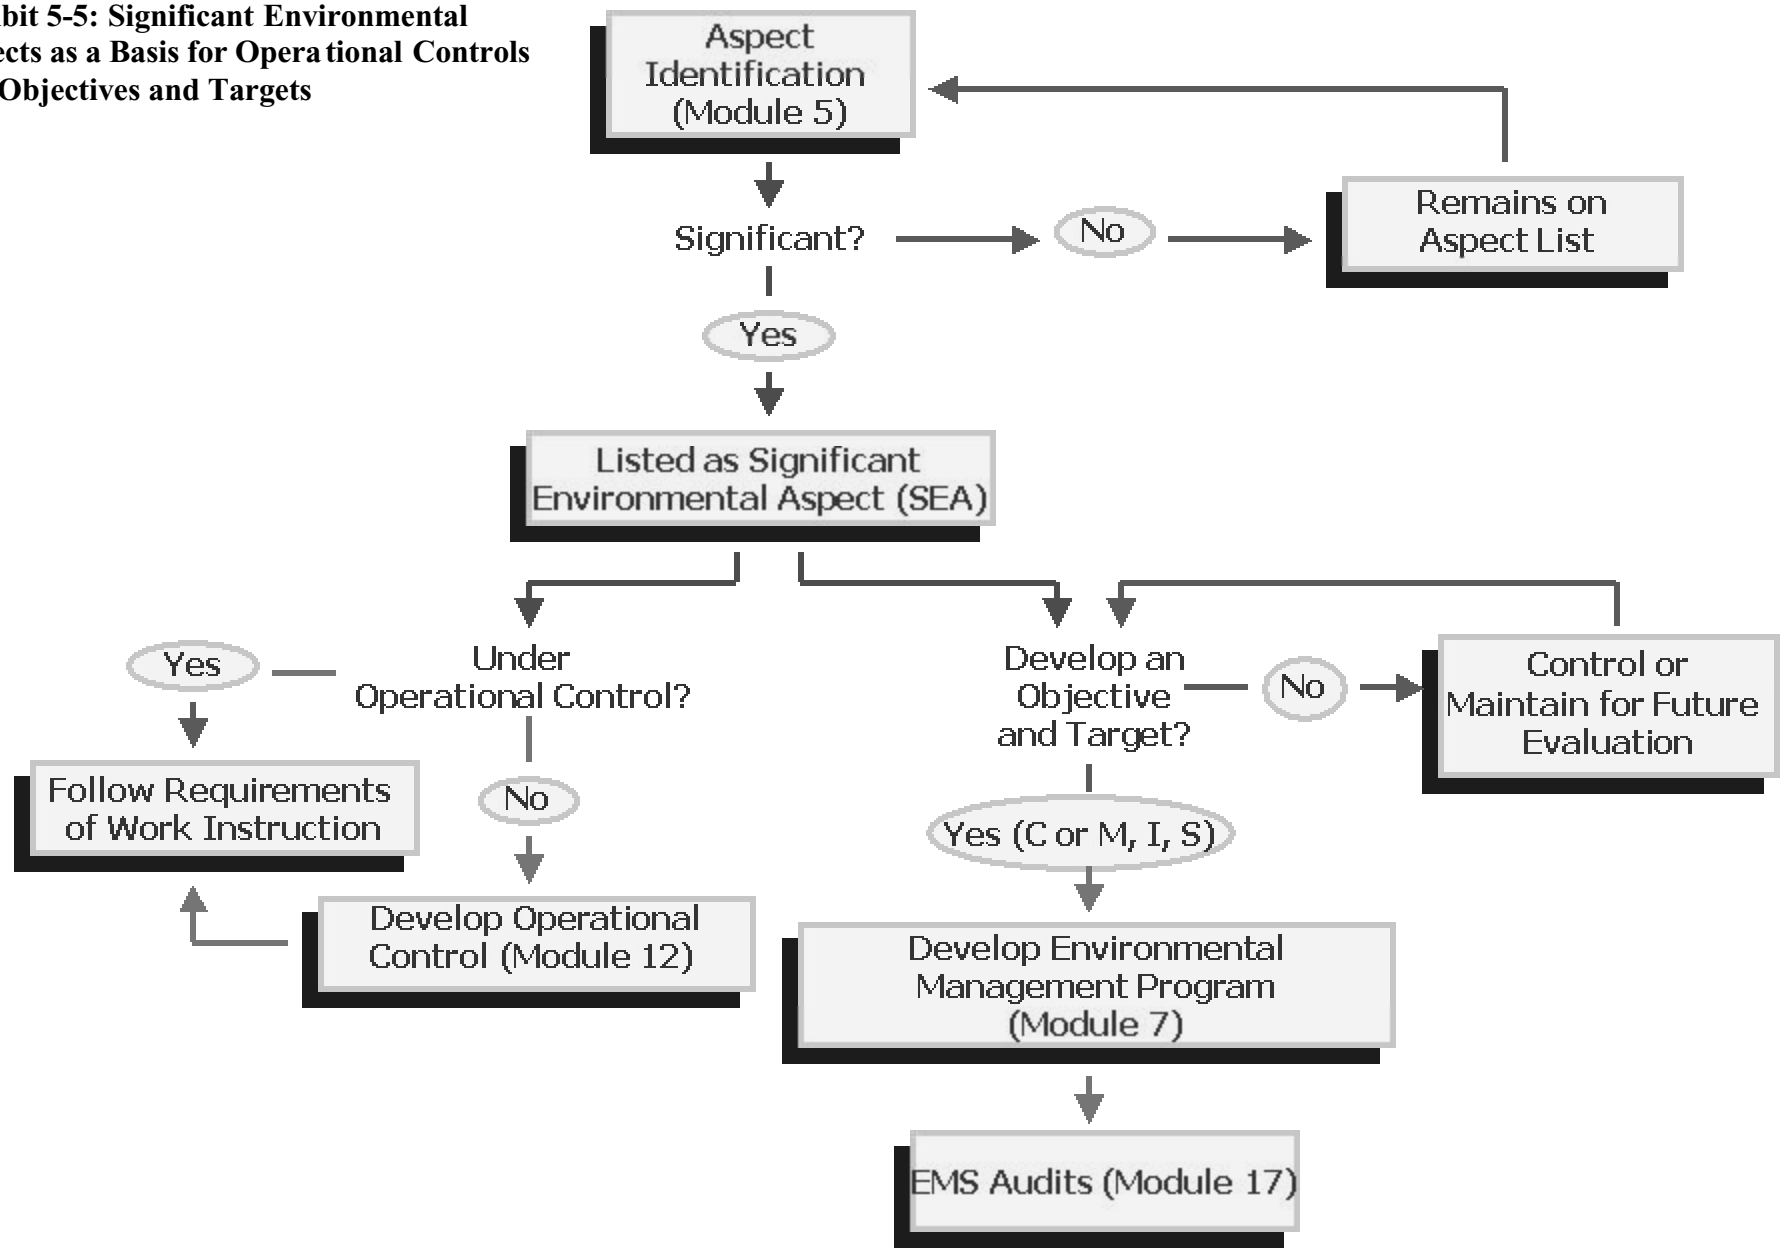 bit 5-5: Significant Environmental
ects as a Basis for Operational Controls
Objectives and Targets
Aspect
Identification
(Module 5)
Significant?
No
Remains on
Aspect List
Yes
Listed as Significant
Environmental Aspect (SEA)
Yes
Under
Operational Control?
Develop an
Objective
and Target?
No
Control or
Maintain for Future
Evaluation
Follow Requirements
of Work Instruction
No
Yes (C or M, I, S)
Develop Operational
Control (Module 12)
Develop Environmental
Management Program
(Module 7)
EMS Audits (Module 17)